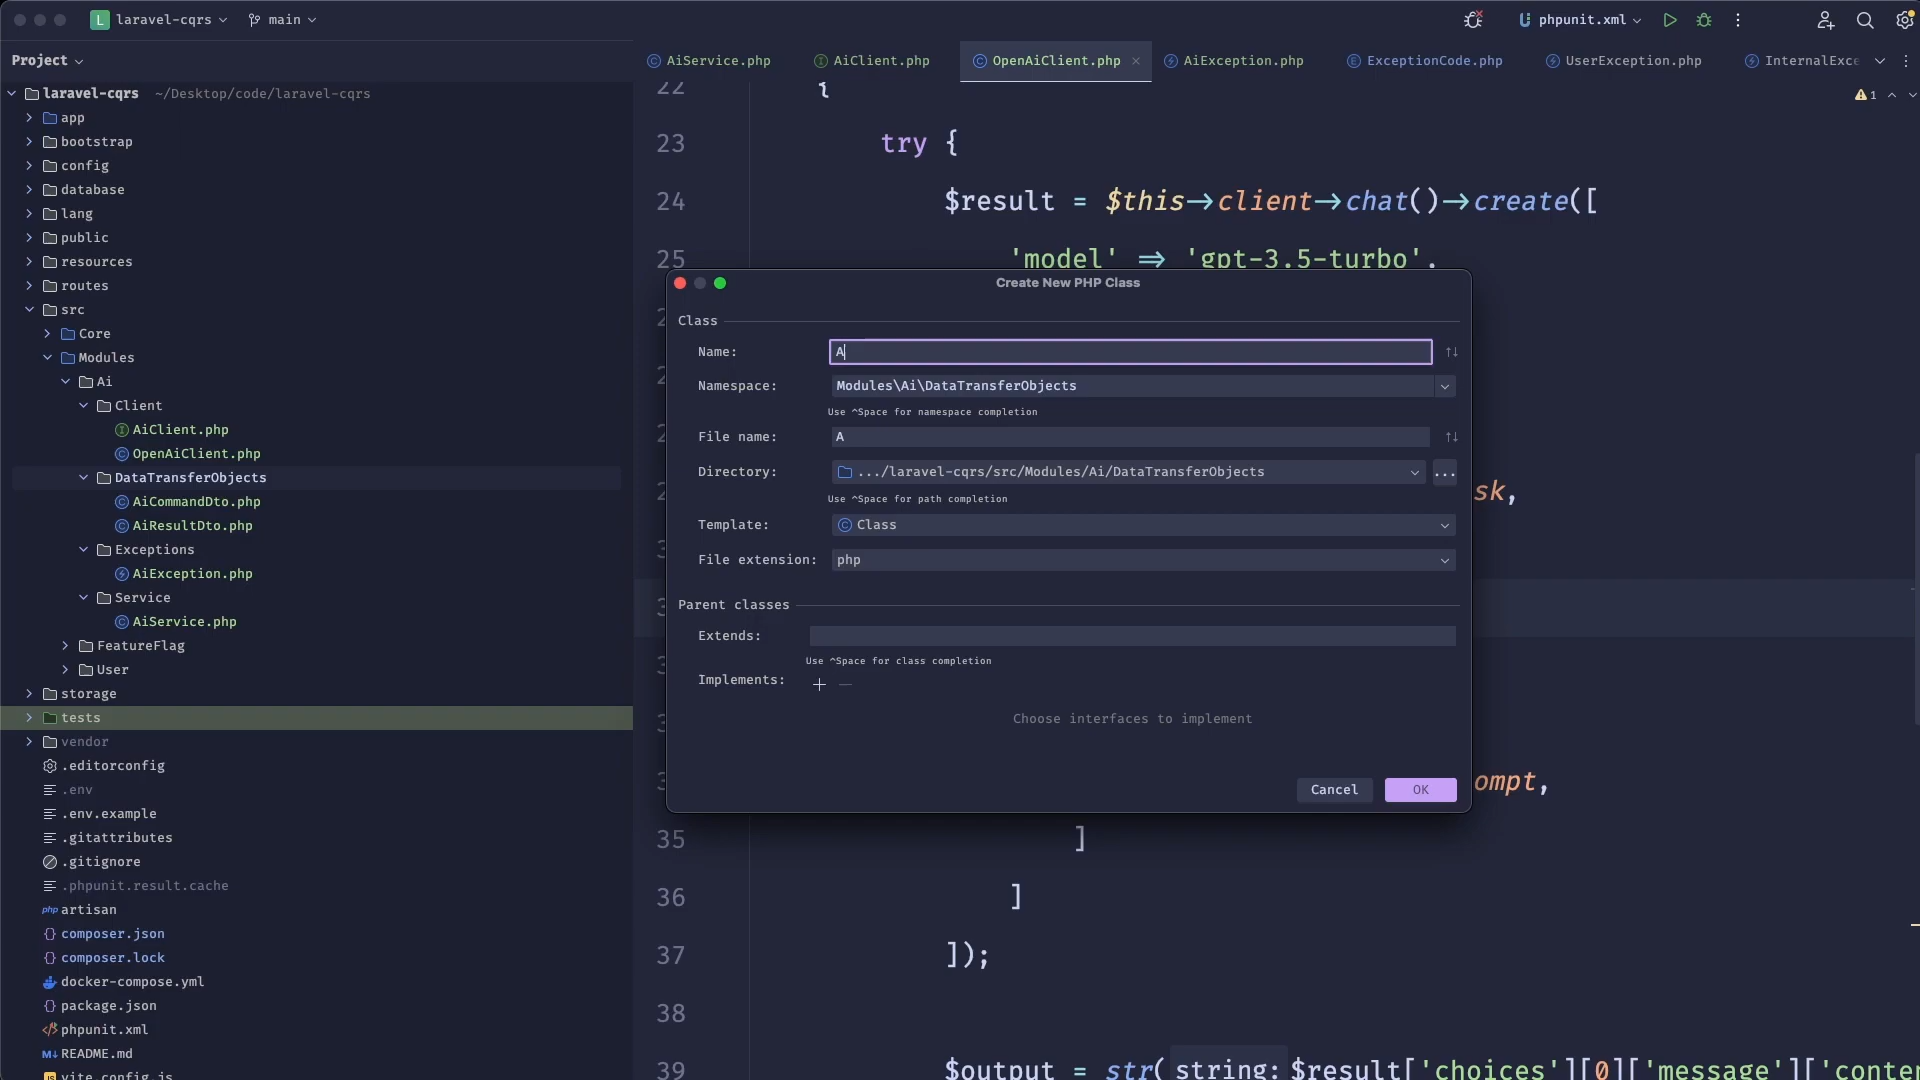 L laravel-cqrs main
phpunit.xml
Project
AiService.php AiClient.php OpenAiClient.php AiException.php ExceptionCode.php UserException.php InternalExce
laravel-cqrs ~/Desktop/code/laravel-cqrs
app
bootstrap
config
database
lang
public
resources
routes
src
Core
Modules
Ai
Client
AiClient.php
OpenAiClient.php
DataTransferObjects
AiCommandDto.php
AiResultDto.php
Exceptions
AiException.php
Service
AiService.php
FeatureFlag
User
storage
tests
vendor
.editorconfig
.env
.env.example
.gitattributes
.gitignore
.phpunit.result.cache
php artisan
composer.json
composer.lock
docker-compose.yml
package.json
phpunit.xml
M↓ README.md
vite.config.js
1
22 {
23 try {
24 $result = $this→client→chat()→create([
25 'model' ⇒ 'gpt-3.5-turbo',
sk,
ompt,
35 ]
36 ]
37 ]);
38
39 $output = str( string: $result['choices'][0]['message']['conte
Create New PHP Class
Class
Name: A
Namespace: Modules\Ai\DataTransferObjects
Use ^Space for namespace completion
File name: A
Directory: .../laravel-cqrs/src/Modules/Ai/DataTransferObjects ...
Use ^Space for path completion
Template: Class
File extension: php
Parent classes
Extends:
Use ^Space for class completion
Implements: + −
Choose interfaces to implement
Cancel OK